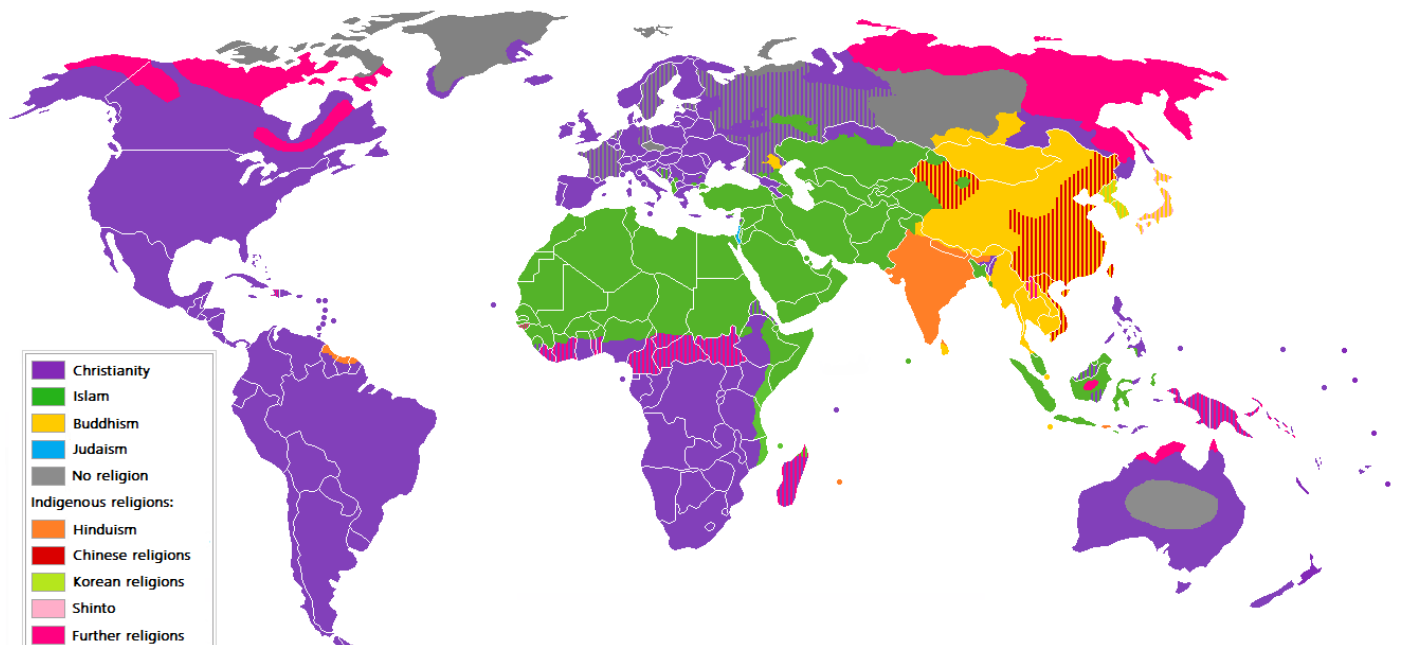 Christianity
Islam
Buddhism
Judaism
No religion
Indigenous religions:
Hinduism
Chinese religions
Korean religions
Shinto
Further religions